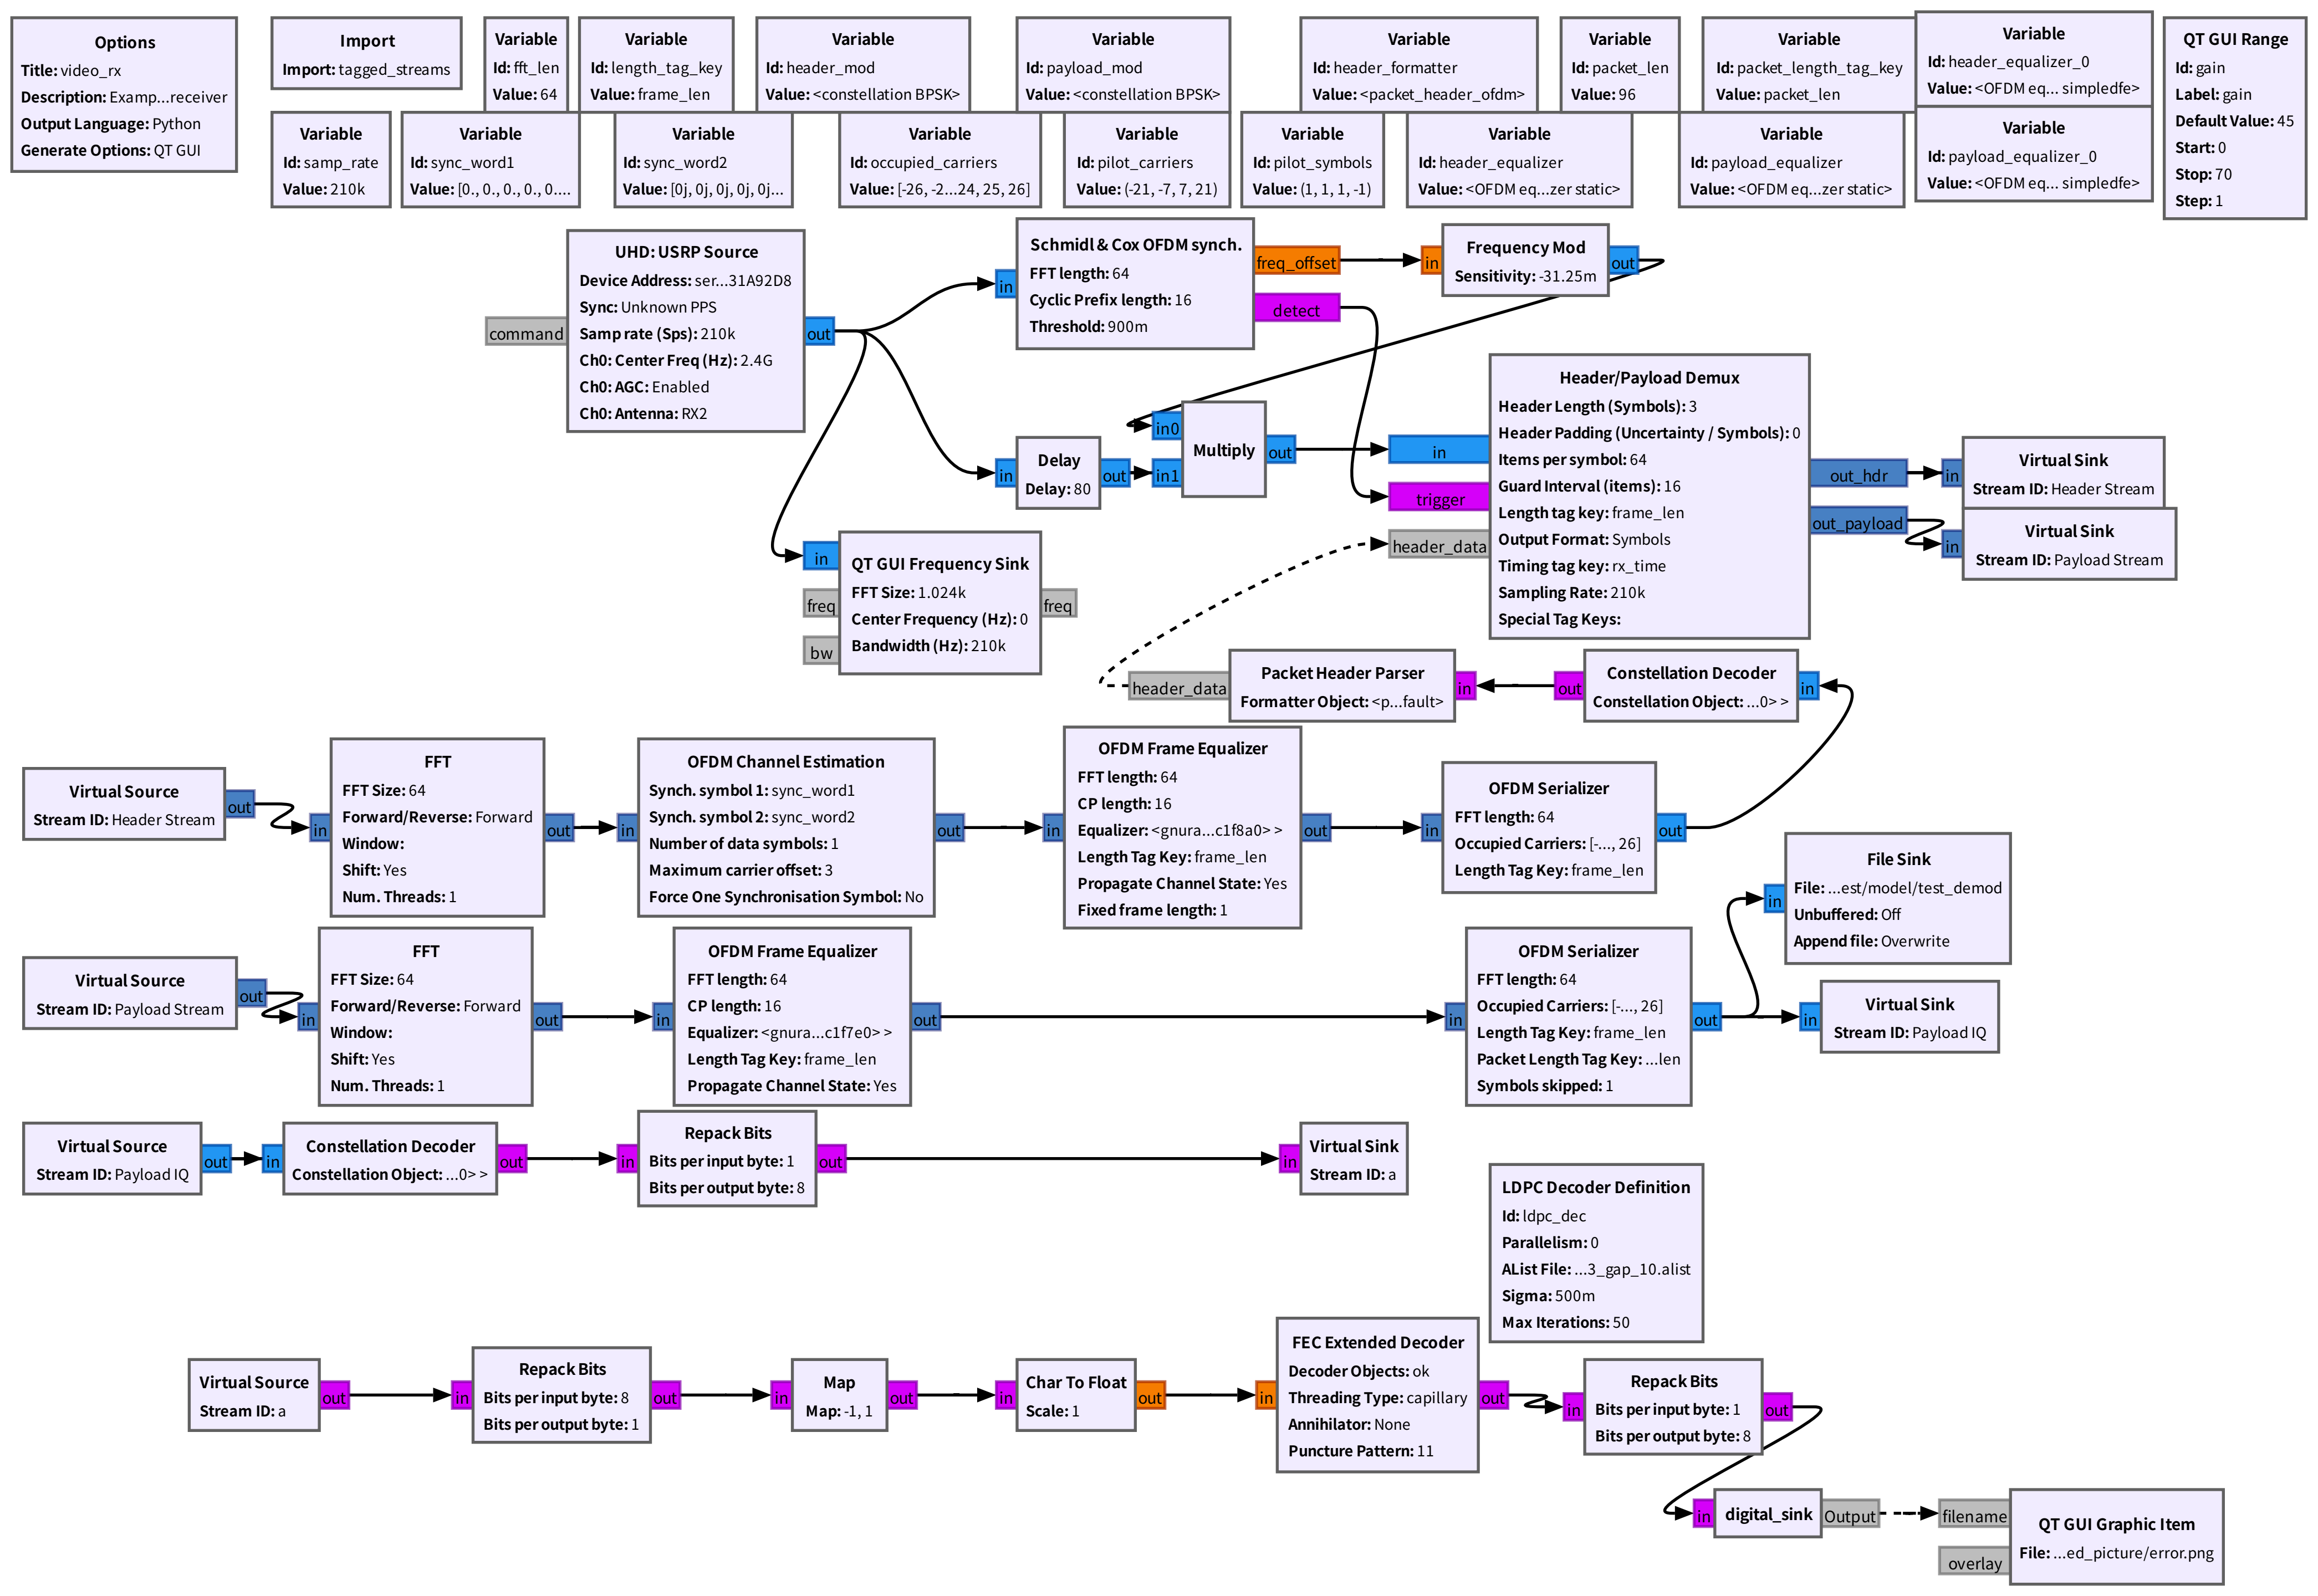 Options
Title: video_rx
Description: Examp...receiver
Output Language: Python
Generate Options: QT GUI
Import
Import: tagged_streams
Variable
Id: fft_len
Value: 64
Variable
Id: length_tag_key
Value: frame_len
Variable
Id: header_mod
Value: <constellation BPSK>
Variable
Id: payload_mod
Value: <constellation BPSK>
Variable
Id: header_formatter
Value: <packet_header_ofdm>
Variable
Id: packet_len
Value: 96
Variable
Id: packet_length_tag_key
Value: packet_len
Variable
Id: header_equalizer_0
Value: <OFDM eq... simpledfe>
QT GUI Range
Id: gain
Label: gain
Default Value: 45
Start: 0
Stop: 70
Step: 1
Variable
Id: samp_rate
Value: 210k
Variable
Id: sync_word1
Value: [0., 0., 0., 0., 0....
Variable
Id: sync_word2
Value: [0j, 0j, 0j, 0j, 0j...
Variable
Id: occupied_carriers
Value: [-26, -2...24, 25, 26]
Variable
Id: pilot_carriers
Value: (-21, -7, 7, 21)
Variable
Id: pilot_symbols
Value: (1, 1, 1, -1)
Variable
Id: header_equalizer
Value: <OFDM eq...zer static>
Variable
Id: payload_equalizer
Value: <OFDM eq...zer static>
Variable
Id: payload_equalizer_0
Value: <OFDM eq... simpledfe>
command
UHD: USRP Source
Device Address: ser...31A92D8
Sync: Unknown PPS
Samp rate (Sps): 210k
Ch0: Center Freq (Hz): 2.4G
Ch0: AGC: Enabled
Ch0: Antenna: RX2
out
in
Schmidl & Cox OFDM synch.
FFT length: 64
Cyclic Prefix length: 16
Threshold: 900m
freq_offset
detect
in
Frequency Mod
Sensitivity: -31.25m
out
in
Delay
Delay: 80
out
in0
in1
Multiply
out
in
trigger
header_data
Header/Payload Demux
Header Length (Symbols): 3
Header Padding (Uncertainty / Symbols): 0
Items per symbol: 64
Guard Interval (items): 16
Length tag key: frame_len
Output Format: Symbols
Timing tag key: rx_time
Sampling Rate: 210k
Special Tag Keys:
out_hdr
out_payload
in
Virtual Sink
Stream ID: Header Stream
in
Virtual Sink
Stream ID: Payload Stream
in
freq
bw
QT GUI Frequency Sink
FFT Size: 1.024k
Center Frequency (Hz): 0
Bandwidth (Hz): 210k
freq
header_data
Packet Header Parser
Formatter Object: <p...fault>
in
out
Constellation Decoder
Constellation Object: ...0> >
in
Virtual Source
Stream ID: Header Stream
out
in
FFT
FFT Size: 64
Forward/Reverse: Forward
Window:
Shift: Yes
Num. Threads: 1
out
in
OFDM Channel Estimation
Synch. symbol 1: sync_word1
Synch. symbol 2: sync_word2
Number of data symbols: 1
Maximum carrier offset: 3
Force One Synchronisation Symbol: No
out
in
OFDM Frame Equalizer
FFT length: 64
CP length: 16
Equalizer: <gnura...c1f8a0> >
Length Tag Key: frame_len
Propagate Channel State: Yes
Fixed frame length: 1
out
in
OFDM Serializer
FFT length: 64
Occupied Carriers: [-..., 26]
Length Tag Key: frame_len
out
in
File Sink
File: ...est/model/test_demod
Unbuffered: Off
Append file: Overwrite
Virtual Source
Stream ID: Payload Stream
out
in
FFT
FFT Size: 64
Forward/Reverse: Forward
Window:
Shift: Yes
Num. Threads: 1
out
in
OFDM Frame Equalizer
FFT length: 64
CP length: 16
Equalizer: <gnura...c1f7e0> >
Length Tag Key: frame_len
Propagate Channel State: Yes
out
in
OFDM Serializer
FFT length: 64
Occupied Carriers: [-..., 26]
Length Tag Key: frame_len
Packet Length Tag Key: ...len
Symbols skipped: 1
out
in
Virtual Sink
Stream ID: Payload IQ
Virtual Source
Stream ID: Payload IQ
out
in
Constellation Decoder
Constellation Object: ...0> >
out
in
Repack Bits
Bits per input byte: 1
Bits per output byte: 8
out
in
Virtual Sink
Stream ID: a
LDPC Decoder Definition
Id: ldpc_dec
Parallelism: 0
AList File: ...3_gap_10.alist
Sigma: 500m
Max Iterations: 50
Virtual Source
Stream ID: a
out
in
Repack Bits
Bits per input byte: 8
Bits per output byte: 1
out
in
Map
Map: -1, 1
out
in
Char To Float
Scale: 1
out
in
FEC Extended Decoder
Decoder Objects: ok
Threading Type: capillary
Annihilator: None
Puncture Pattern: 11
out
in
Repack Bits
Bits per input byte: 1
Bits per output byte: 8
out
in
digital_sink
Output
filename
overlay
QT GUI Graphic Item
File: ...ed_picture/error.png